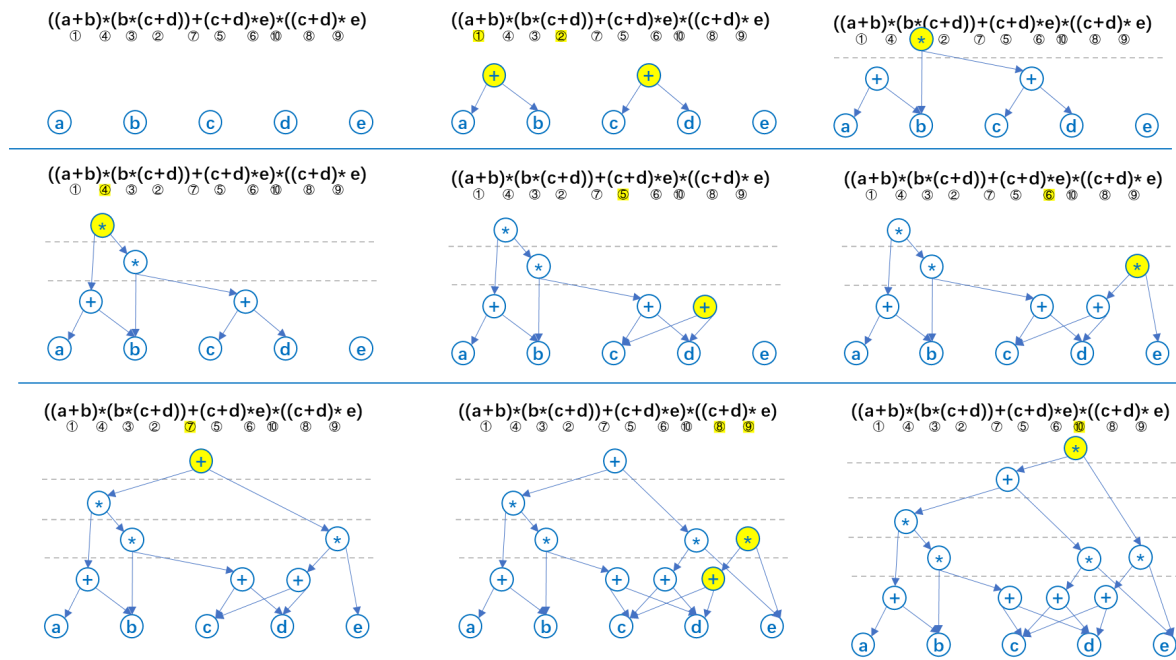 ((a+b)*(b*(c+d))+(c+d)*e)*((c+d)* e)
① ④ ③ ② ⑦ ⑤ ⑥ ⑩ ⑧ ⑨
a b c d e
((a+b)*(b*(c+d))+(c+d)*e)*((c+d)* e)
① ④ ③ ② ⑦ ⑤ ⑥ ⑩ ⑧ ⑨
+ +
a b c d e
((a+b)*(b*(c+d))+(c+d)*e)*((c+d)* e)
① ④ * ② ⑦ ⑤ ⑥ ⑩ ⑧ ⑨
+ +
a b c d e
((a+b)*(b*(c+d))+(c+d)*e)*((c+d)* e)
① ④ ③ ② ⑦ ⑤ ⑥ ⑩ ⑧ ⑨
*
*
+ +
a b c d e
((a+b)*(b*(c+d))+(c+d)*e)*((c+d)* e)
① ④ ③ ② ⑦ ⑤ ⑥ ⑩ ⑧ ⑨
*
*
+ + +
a b c d e
((a+b)*(b*(c+d))+(c+d)*e)*((c+d)* e)
① ④ ③ ② ⑦ ⑤ ⑥ ⑩ ⑧ ⑨
*
* *
+ + +
a b c d e
((a+b)*(b*(c+d))+(c+d)*e)*((c+d)* e)
① ④ ③ ② ⑦ ⑤ ⑥ ⑩ ⑧ ⑨
+
*
* *
+ + +
a b c d e
((a+b)*(b*(c+d))+(c+d)*e)*((c+d)* e)
① ④ ③ ② ⑦ ⑤ ⑥ ⑩ ⑧ ⑨
+
*
* * *
+ + + +
a b c d e
((a+b)*(b*(c+d))+(c+d)*e)*((c+d)* e)
① ④ ③ ② ⑦ ⑤ ⑥ ⑩ ⑧ ⑨
*
+
*
* * *
+ + + +
a b c d e